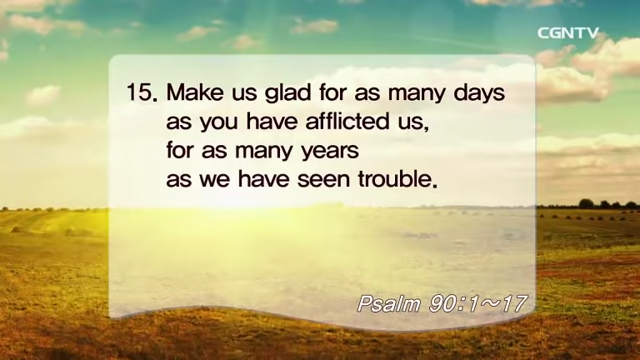 CGNTV
15. Make us glad for as many days
as you have afflicted us,
for as many years
as we have seen trouble.
Psalm 90:1~17